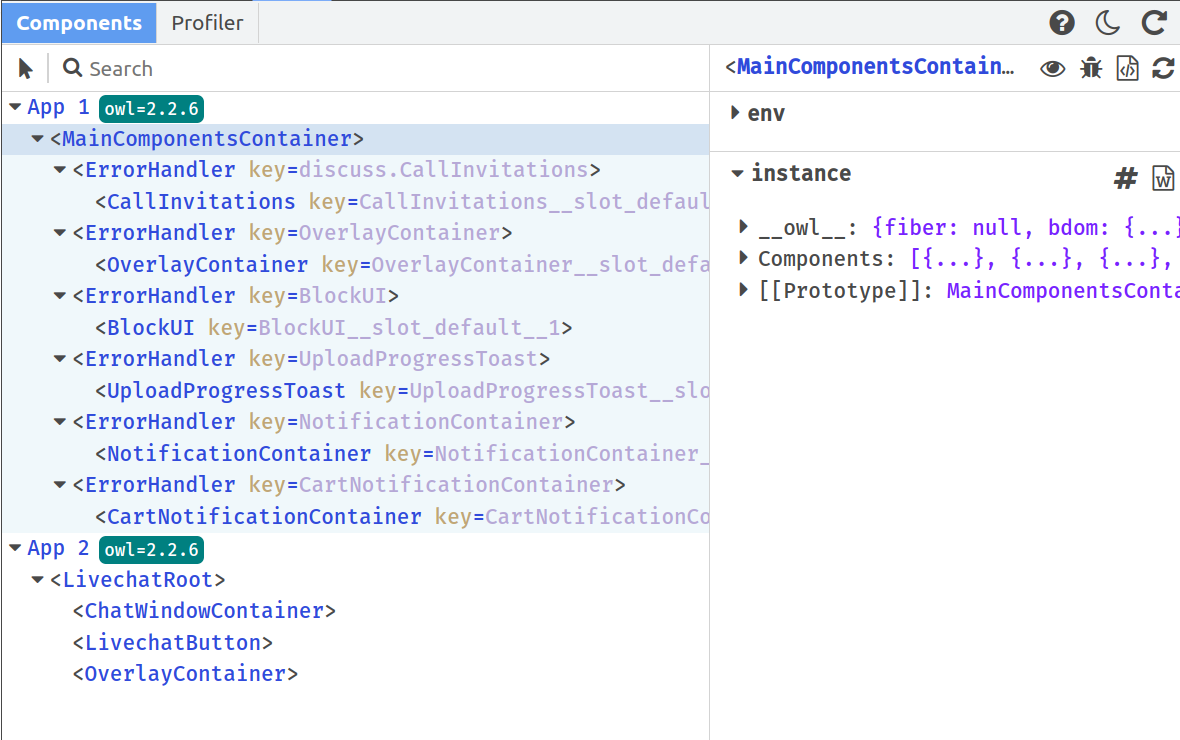 Components Profiler
Search
App 1 owl=2.2.6
<MainComponentsContainer>
<ErrorHandler key=discuss.CallInvitations>
<CallInvitations key=CallInvitations__slot_defaul
<ErrorHandler key=OverlayContainer>
<OverlayContainer key=OverlayContainer__slot_defa
<ErrorHandler key=BlockUI>
<BlockUI key=BlockUI__slot_default__1>
<ErrorHandler key=UploadProgressToast>
<UploadProgressToast key=UploadProgressToast__slo
<ErrorHandler key=NotificationContainer>
<NotificationContainer key=NotificationContainer_
<ErrorHandler key=CartNotificationContainer>
<CartNotificationContainer key=CartNotificationCo
App 2 owl=2.2.6
<LivechatRoot>
<ChatWindowContainer>
<LivechatButton>
<OverlayContainer>
<MainComponentsContain…
env
instance
__owl__: {fiber: null, bdom: {...}
Components: [{...}, {...}, {...},
[[Prototype]]: MainComponentsConta